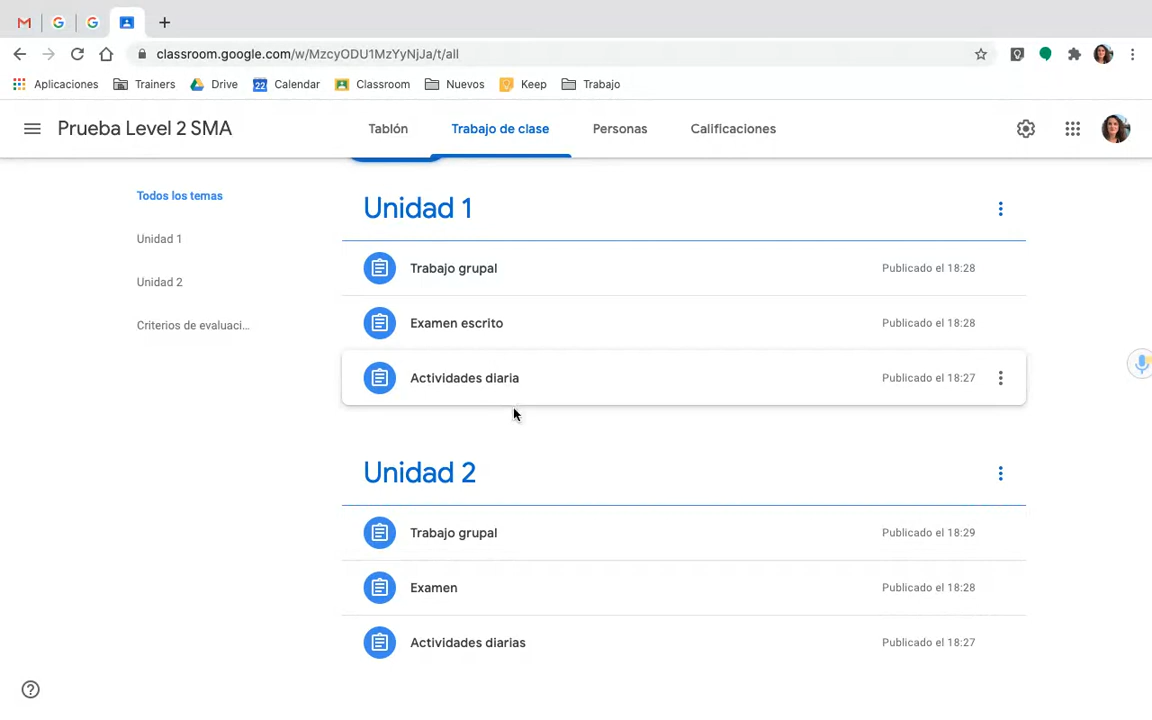 classroom.google.com/w/MzcyODU1MzYyNjJa/t/all
Aplicaciones Trainers Drive 22 Calendar Classroom Nuevos Keep Trabajo
Prueba Level 2 SMA Tablón Trabajo de clase Personas Calificaciones
Todos los temas
Unidad 1
Unidad 2
Criterios de evaluaci...
Unidad 1
Trabajo grupal Publicado el 18:28
Examen escrito Publicado el 18:28
Actividades diaria Publicado el 18:27
Unidad 2
Trabajo grupal Publicado el 18:29
Examen Publicado el 18:28
Actividades diarias Publicado el 18:27